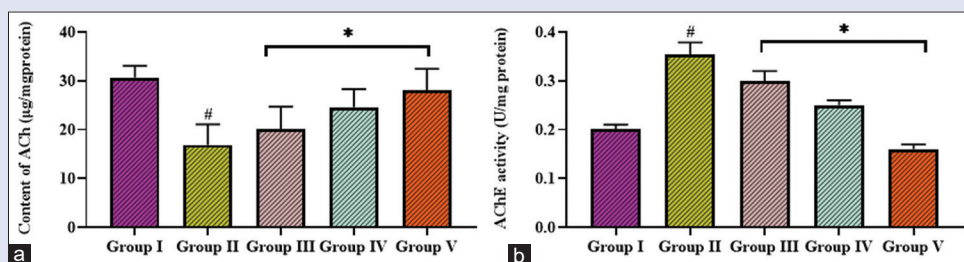 Content of ACh (µg/mgprotein)
40
30
20
10
0
#
*
Group I Group II Group III Group IV Group V
a
AChE activity (U/mg protein)
0.4
0.3
0.2
0.1
0.0
#
*
Group I Group II Group III Group IV Group V
b